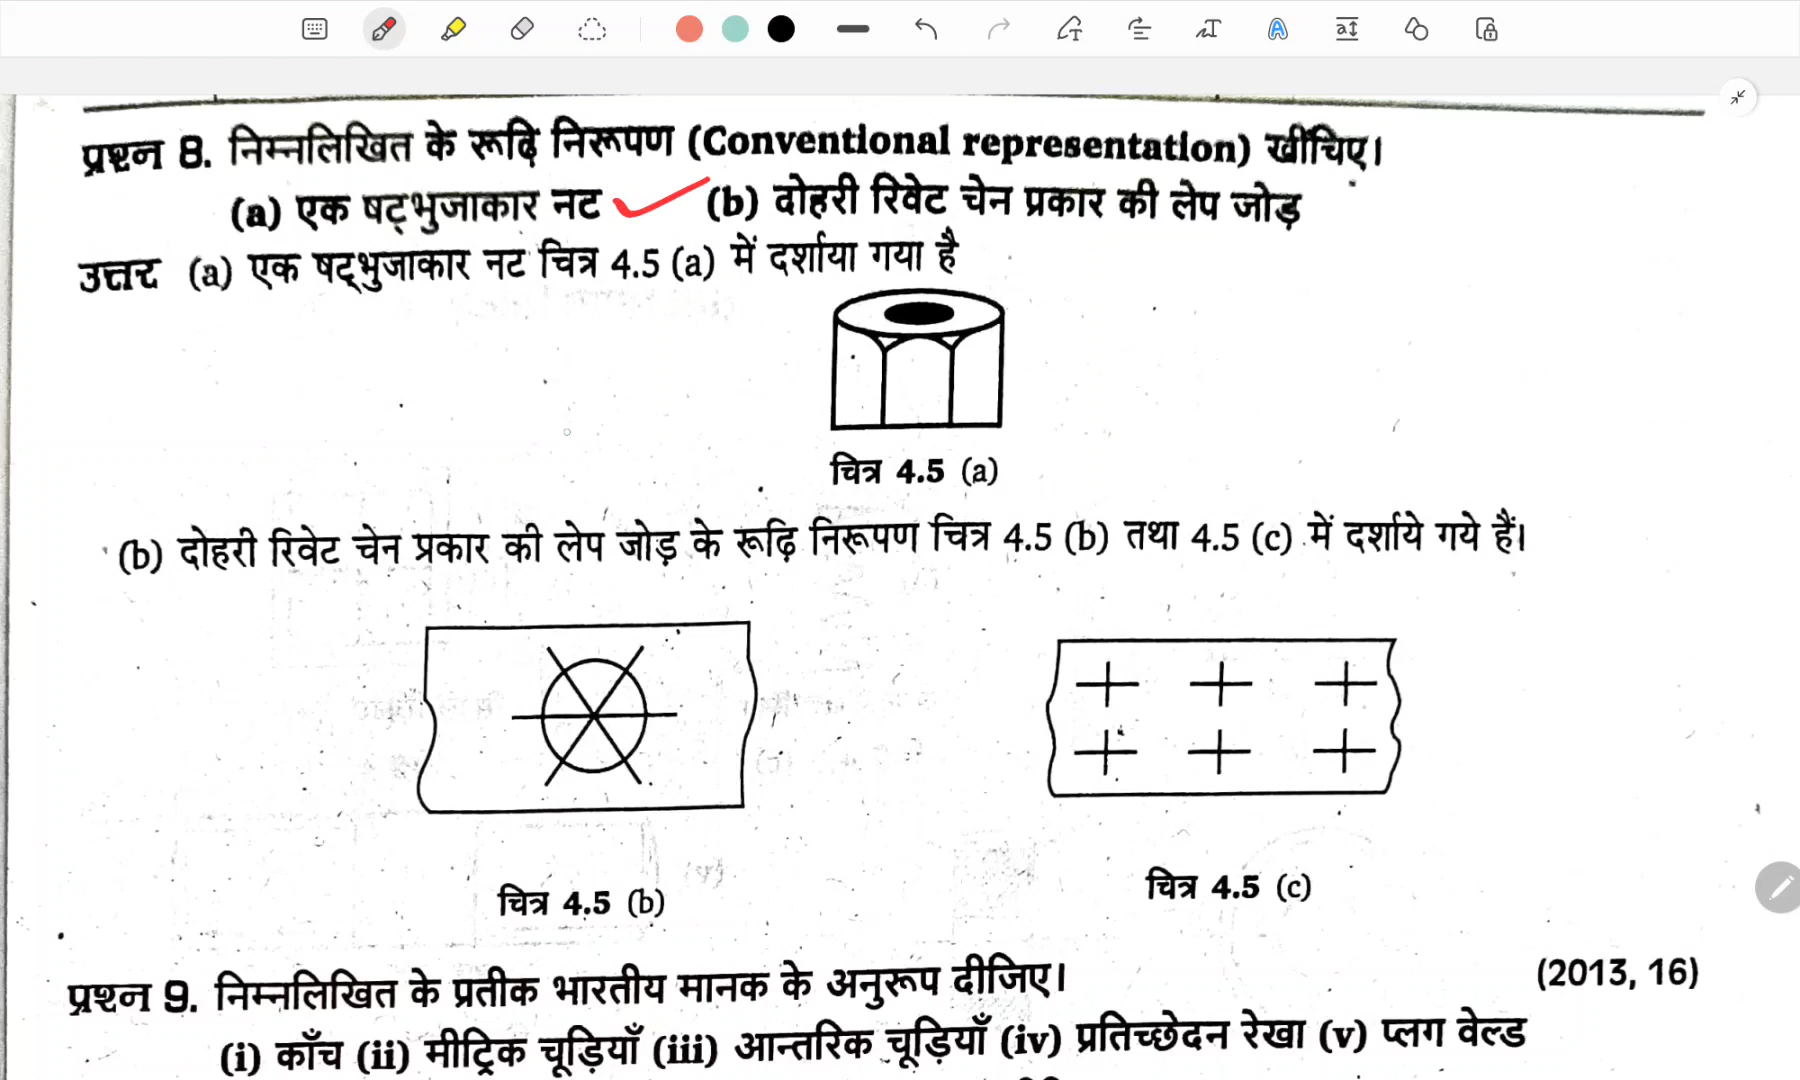 प्रश्न 8. निम्नलिखित के रूढ़ि निरूपण (Conventional representation) खींचिए।
(a) एक षट्भुजाकार नट (b) दोहरी रिवेट चेन प्रकार की लेप जोड़
उत्तर (a) एक षट्भुजाकार नट चित्र 4.5 (a) में दर्शाया गया है
चित्र 4.5 (a)
(b) दोहरी रिवेट चेन प्रकार की लेप जोड़ के रूढ़ि निरूपण चित्र 4.5 (b) तथा 4.5 (c) में दर्शाये गये हैं।
चित्र 4.5 (b)
चित्र 4.5 (c)
प्रश्न 9. निम्नलिखित के प्रतीक भारतीय मानक के अनुरूप दीजिए। (2013, 16)
(i) काँच (ii) मीट्रिक चूड़ियाँ (iii) आन्तरिक चूड़ियाँ (iv) प्रतिच्छेदन रेखा (v) प्लग वेल्ड